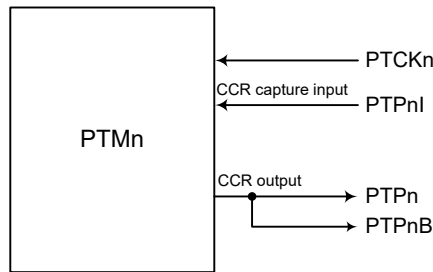 PTCKn
CCR capture input
PTPnI
PTMn
CCR output
PTPn
PTPnB